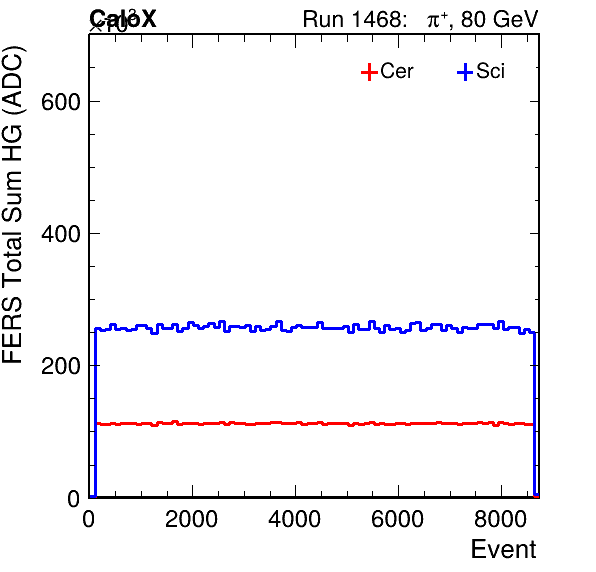 CaloX
×10³
Run 1468: π⁺, 80 GeV
Cer
Sci
FERS Total Sum HG (ADC)
600
400
200
0
0 2000 4000 6000 8000
Event